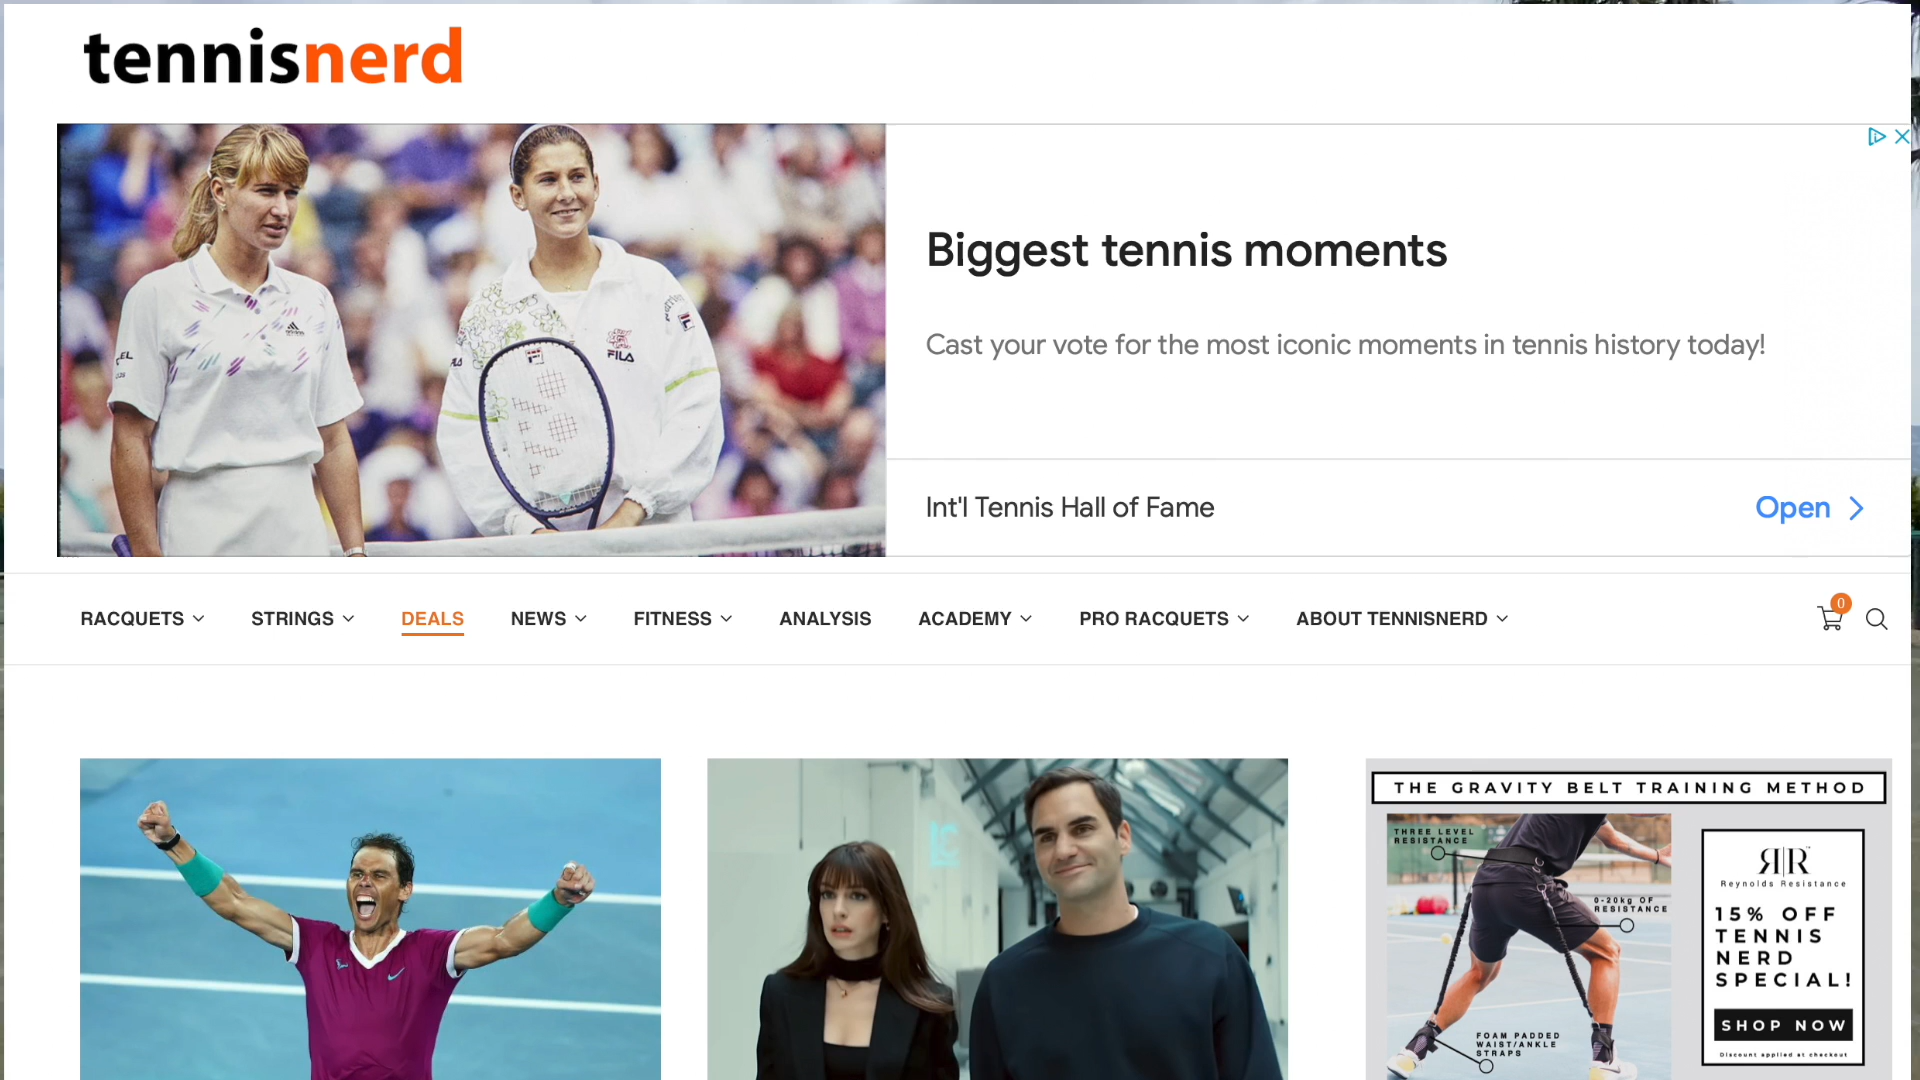 tennisnerd
Biggest tennis moments
Cast your vote for the most iconic moments in tennis history today!
FILA
FILA
Int'l Tennis Hall of Fame
Open
RACQUETS
STRINGS
DEALS
NEWS
FITNESS
ANALYSIS
ACADEMY
PRO RACQUETS
ABOUT TENNISNERD
0
THE GRAVITY BELT TRAINING METHOD
THREE LEVEL
RESISTANCE
0-20kg OF
RESISTANCE
FOAM PADDED
WAIST/ANKLE
STRAPS
Reynolds Resistance
15% OFF
TENNIS
NERD
SPECIAL!
SHOP NOW
Discount applied at checkout